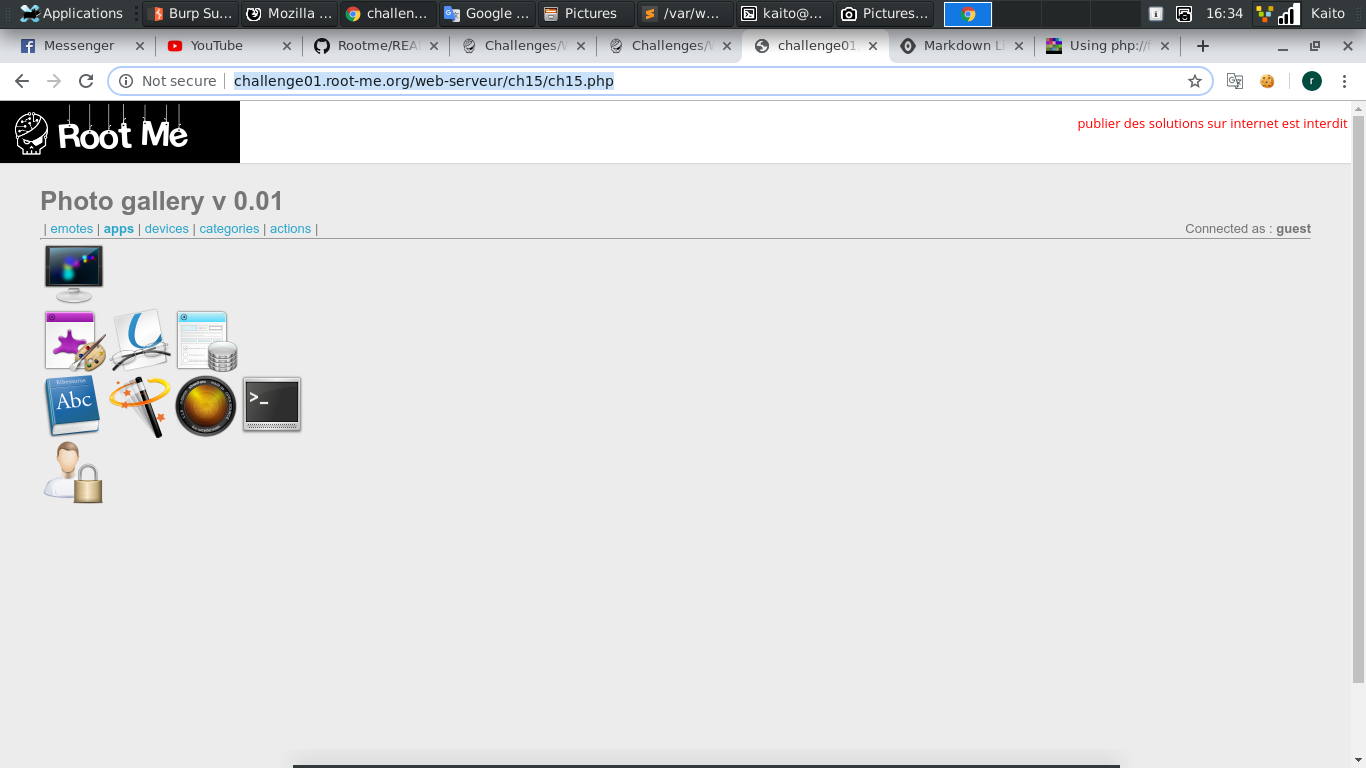 Applications Burp Su... Mozilla ... challen... Google ... Pictures /var/w... kaito@... Pictures... 16:34 Kaito
Messenger YouTube Rootme/REA Challenges/ Challenges/ challenge01. Markdown Li Using php://f
Not secure challenge01.root-me.org/web-serveur/ch15/ch15.php r
Root Me
publier des solutions sur internet est interdit
Photo gallery v 0.01
| emotes | apps | devices | categories | actions | Connected as : guest
Abc
>_